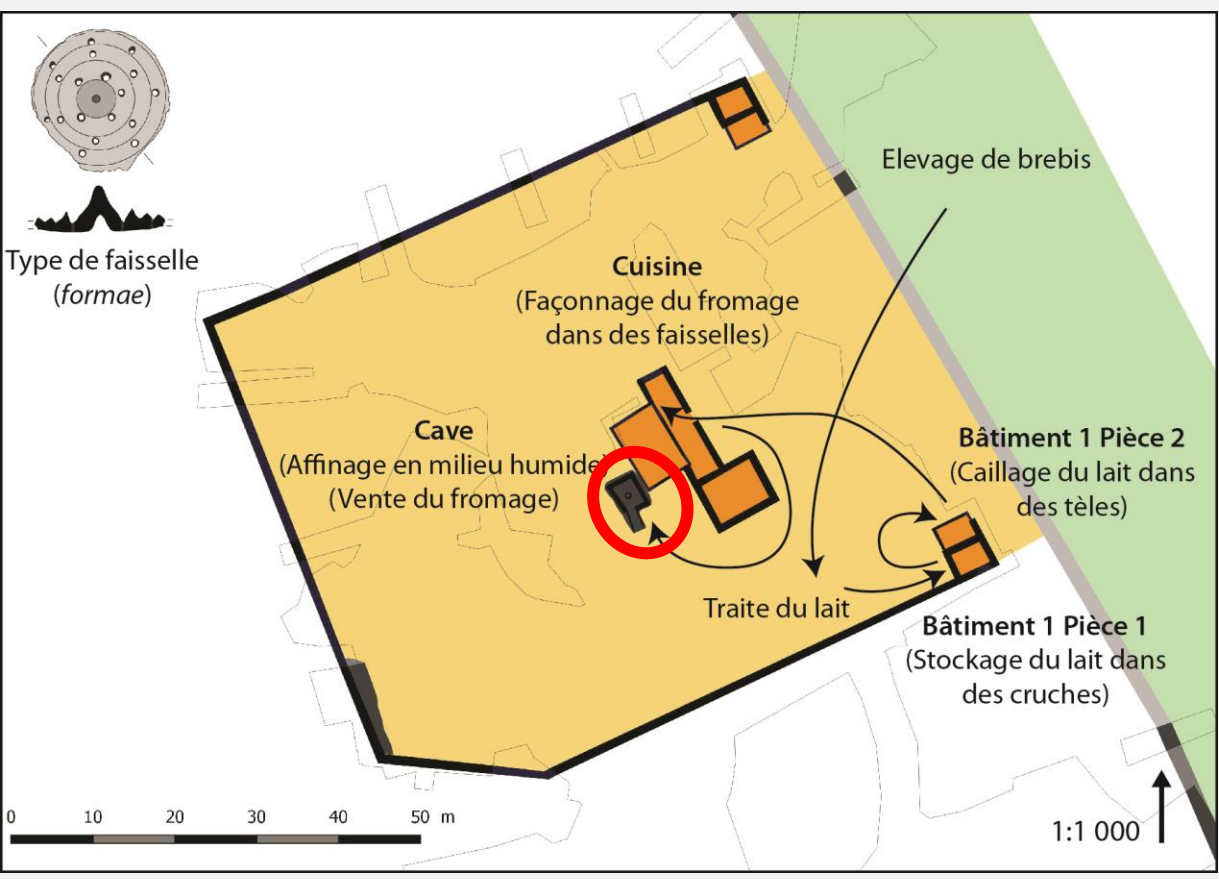 Type de faisselle
(formae)
Elevage de brebis
Cuisine
(Façonnage du fromage
dans des faisselles)
Cave
(Affinage en milieu humide)
(Vente du fromage)
Bâtiment 1 Pièce 2
(Caillage du lait dans
des tèles)
Traite du lait
Bâtiment 1 Pièce 1
(Stockage du lait dans
des cruches)
0 10 20 30 40 50 m
1:1 000